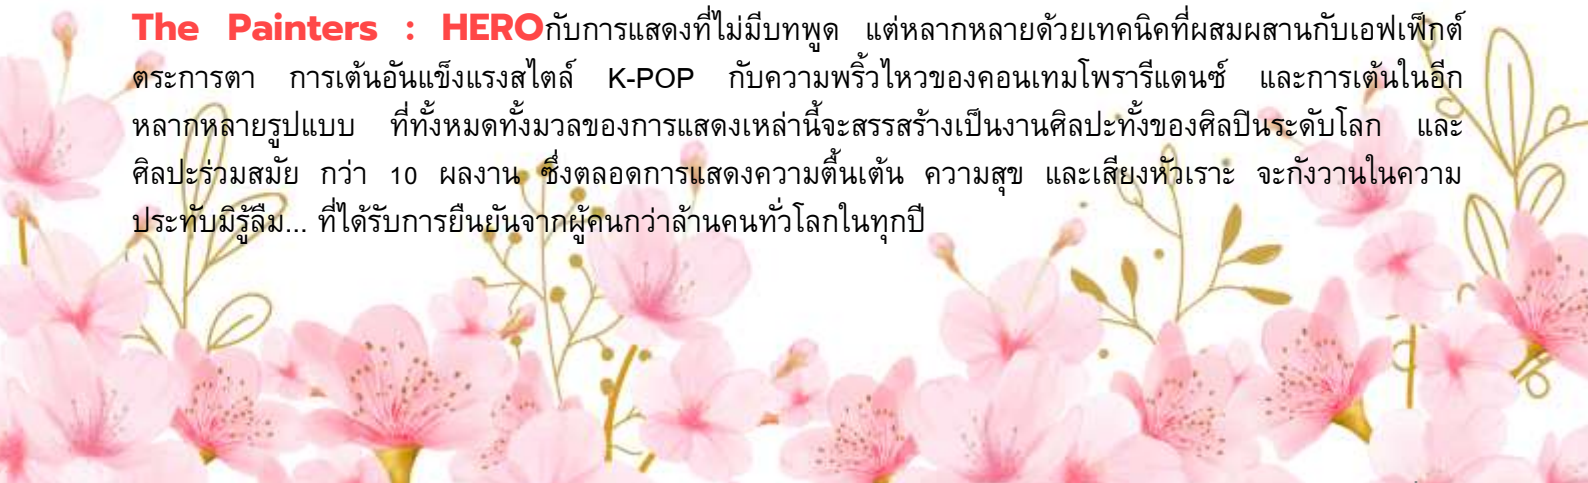 The Painters : HEROกับการแสดงที่ไม่มีบทพูด แต่หลากหลายด้วยเทคนิคที่ผสมผสานกับเอฟเฟ็กต์
ตระการตา การเต้นอันแข็งแรงสไตล์ K-POP กับความพริ้วไหวของคอนเทมโพรารีแดนซ์ และการเต้นในอีก
หลากหลายรูปแบบ ที่ทั้งหมดทั้งมวลของการแสดงเหล่านี้จะสรรสร้างเป็นงานศิลปะทั้งของศิลปินระดับโลก และ
ศิลปะร่วมสมัย กว่า 10 ผลงาน ซึ่งตลอดการแสดงความตื่นเต้น ความสุข และเสียงหัวเราะ จะกังวานในความ
ประทับมิรู้ลืม... ที่ได้รับการยืนยันจากผู้คนกว่าล้านคนทั่วโลกในทุกปี